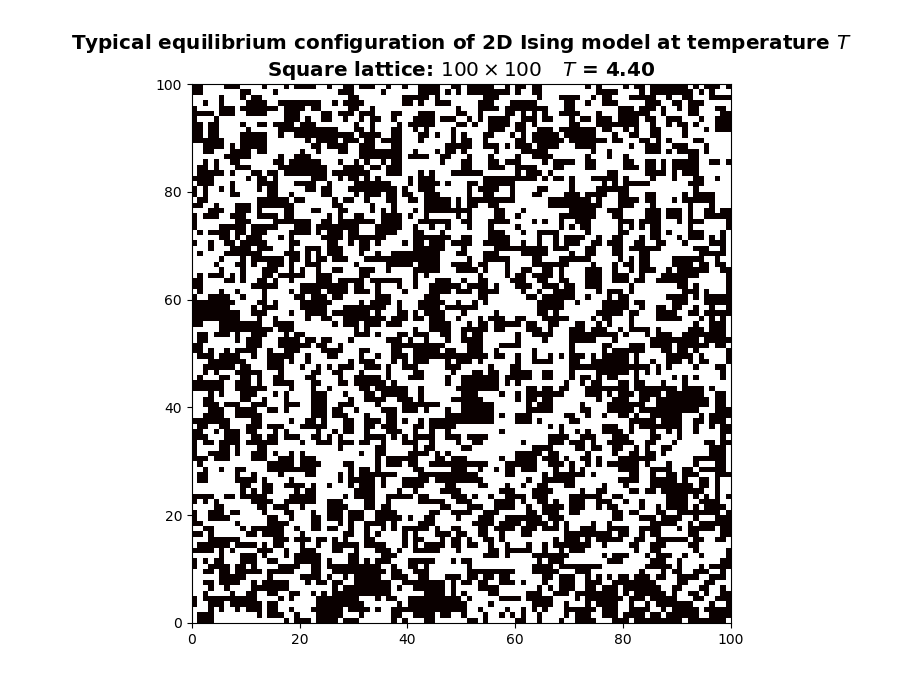 Typical equilibrium configuration of 2D Ising model at temperature T
Square lattice: 100 × 100 T = 4.40
100
80
60
40
20
0
0 20 40 60 80 100